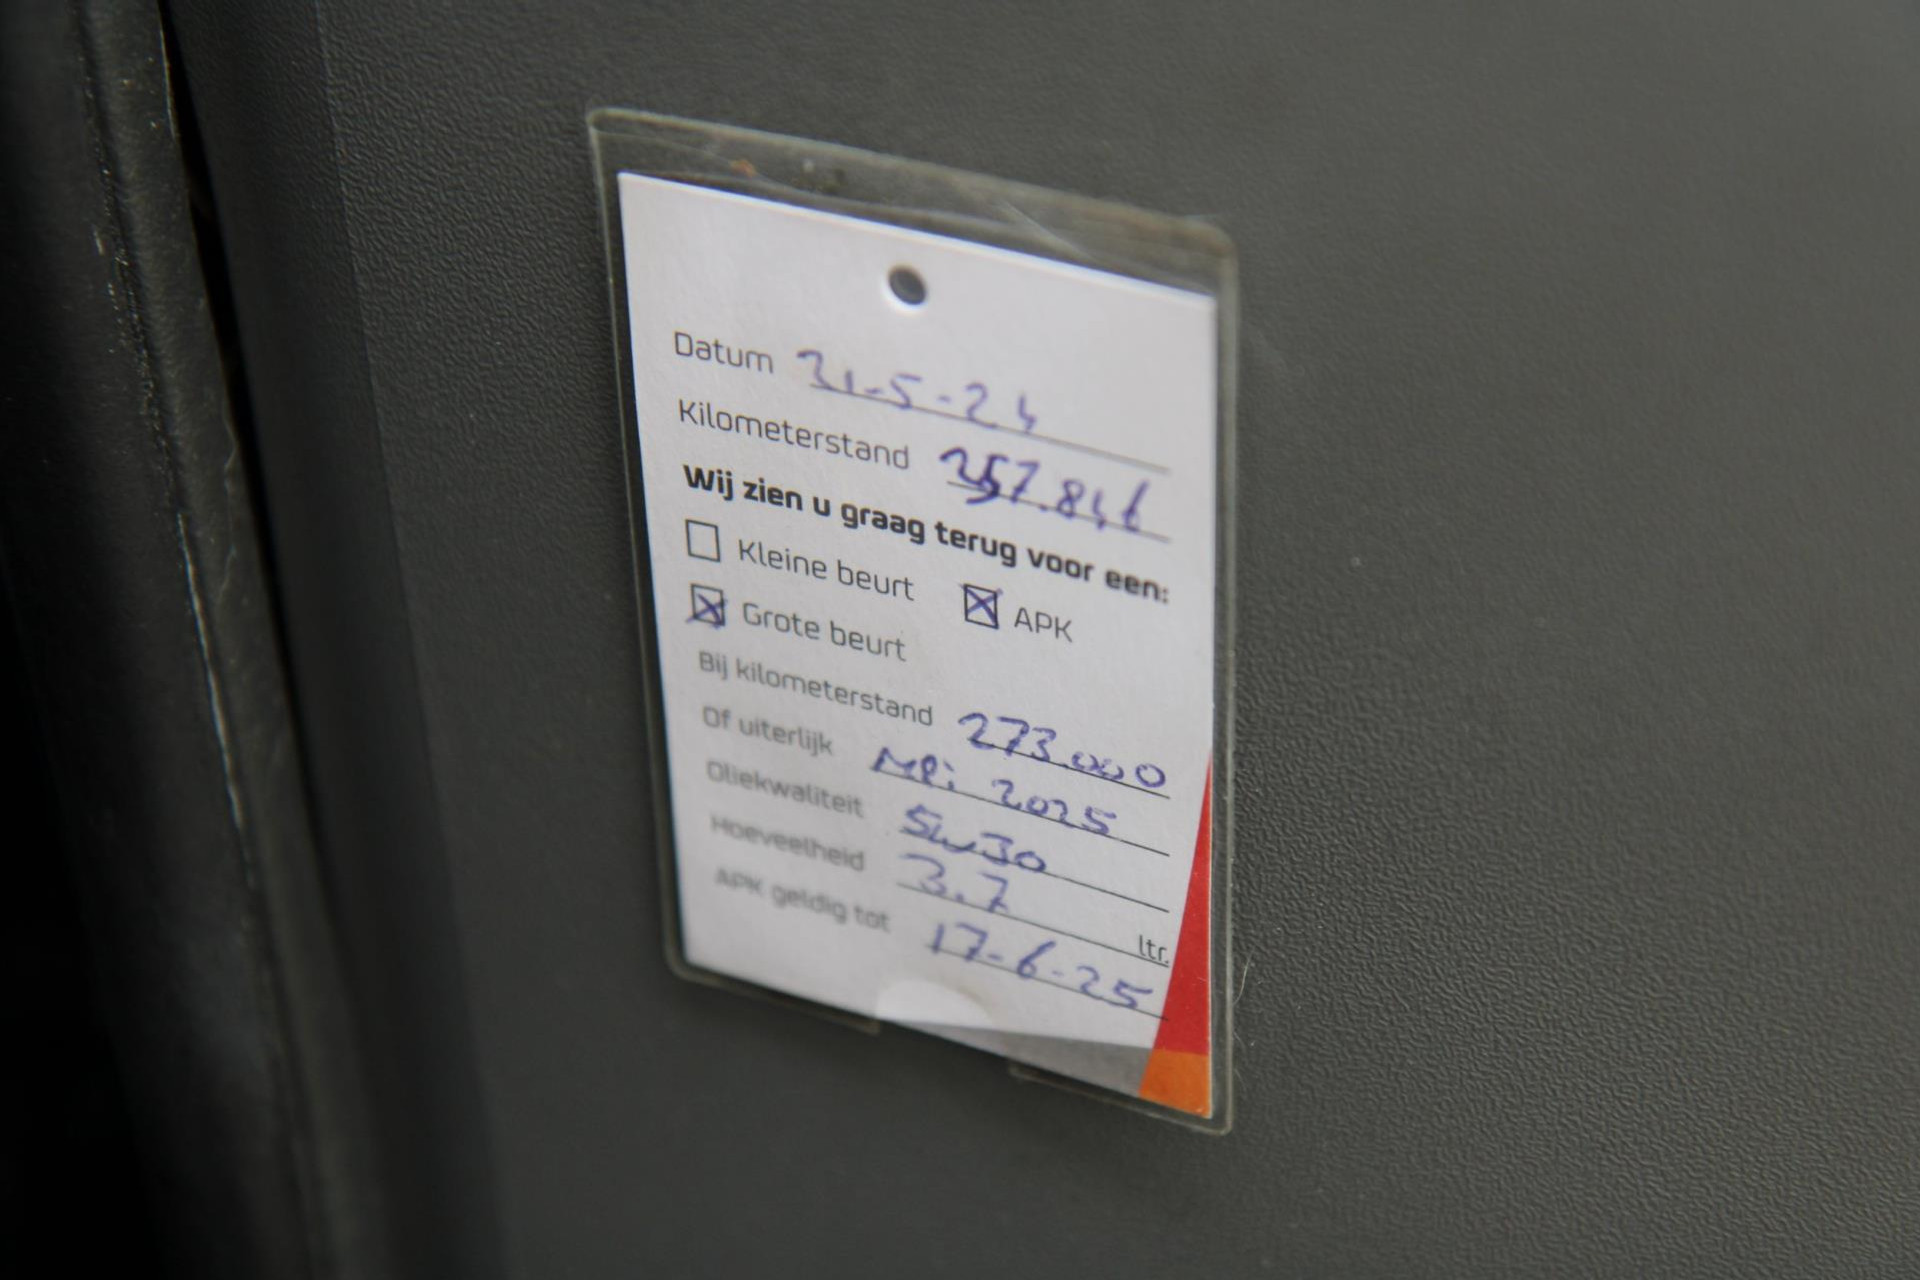 Datum 31-5-24
Kilometerstand 257.846
Wij zien u graag terug voor een:
Kleine beurt
APK
Grote beurt
Bij kilometerstand 273.000
Of uiterlijk Mei 2025
Oliekwaliteit 5w30
Hoeveelheid 3.7 ltr.
APK geldig tot 17-6-25